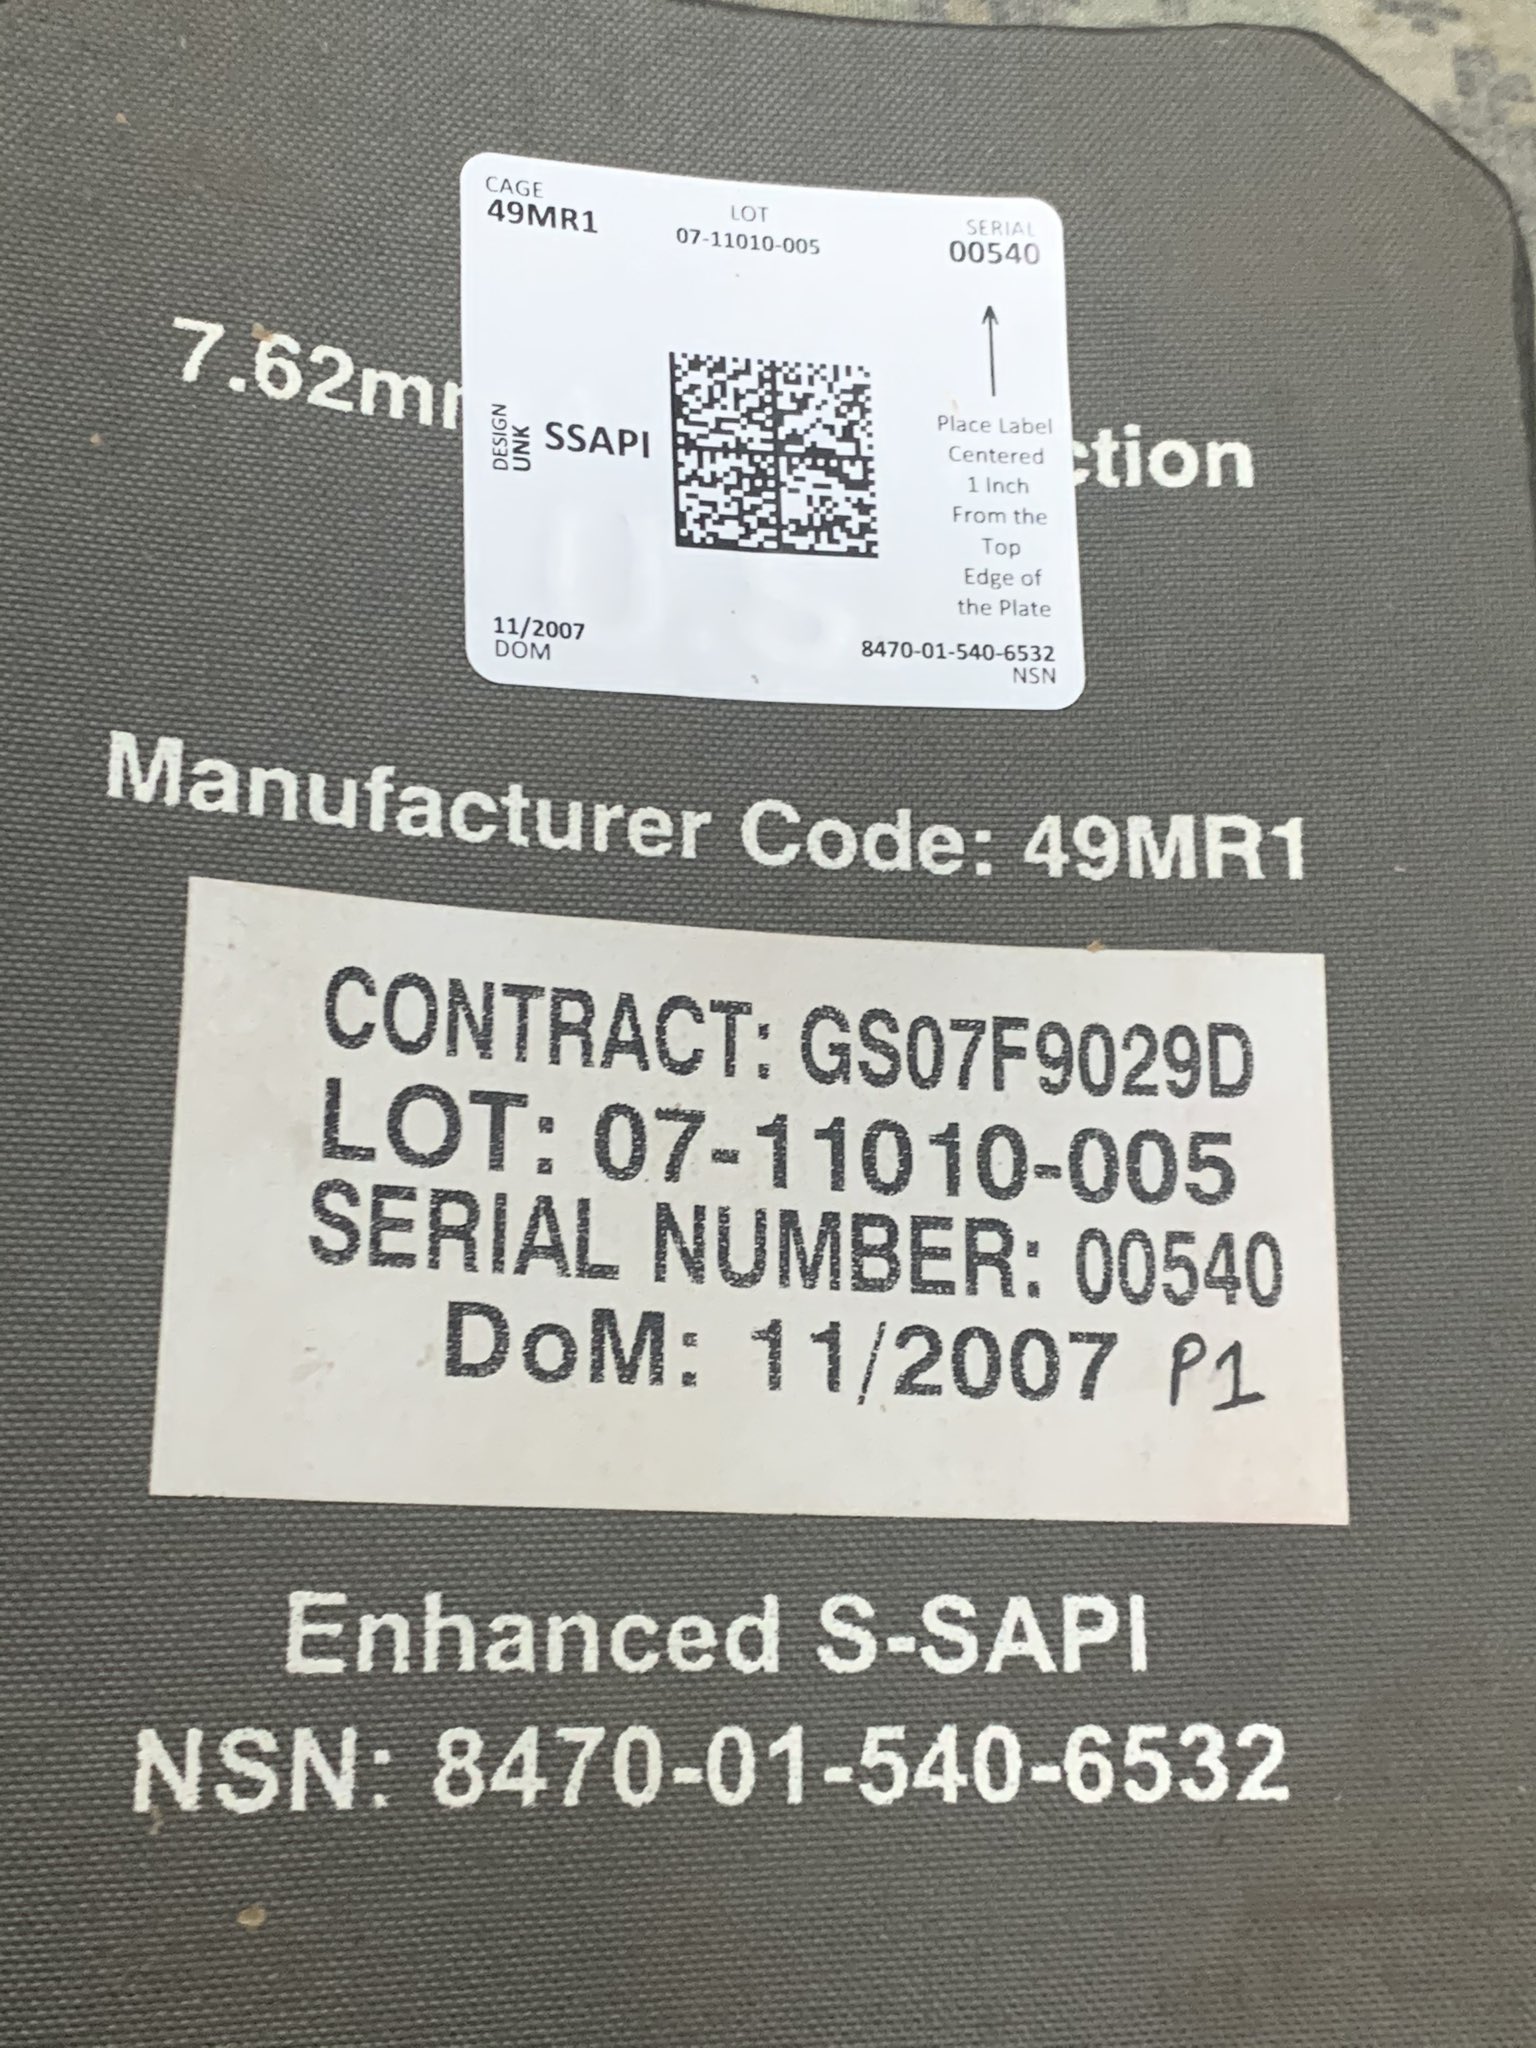 CAGE
49MR1
LOT
07-11010-005
SERIAL
00540
DESIGN
UNK
SSAPI
Place Label
Centered
1 Inch
From the
Top
Edge of
the Plate
11/2007
DOM
8470-01-540-6532
NSN
7.62m
ction
Manufacturer Code: 49MR1
CONTRACT: GS07F9029D
LOT: 07-11010-005
SERIAL NUMBER: 00540
DoM: 11/2007 P1
Enhanced S-SAPI
NSN: 8470-01-540-6532